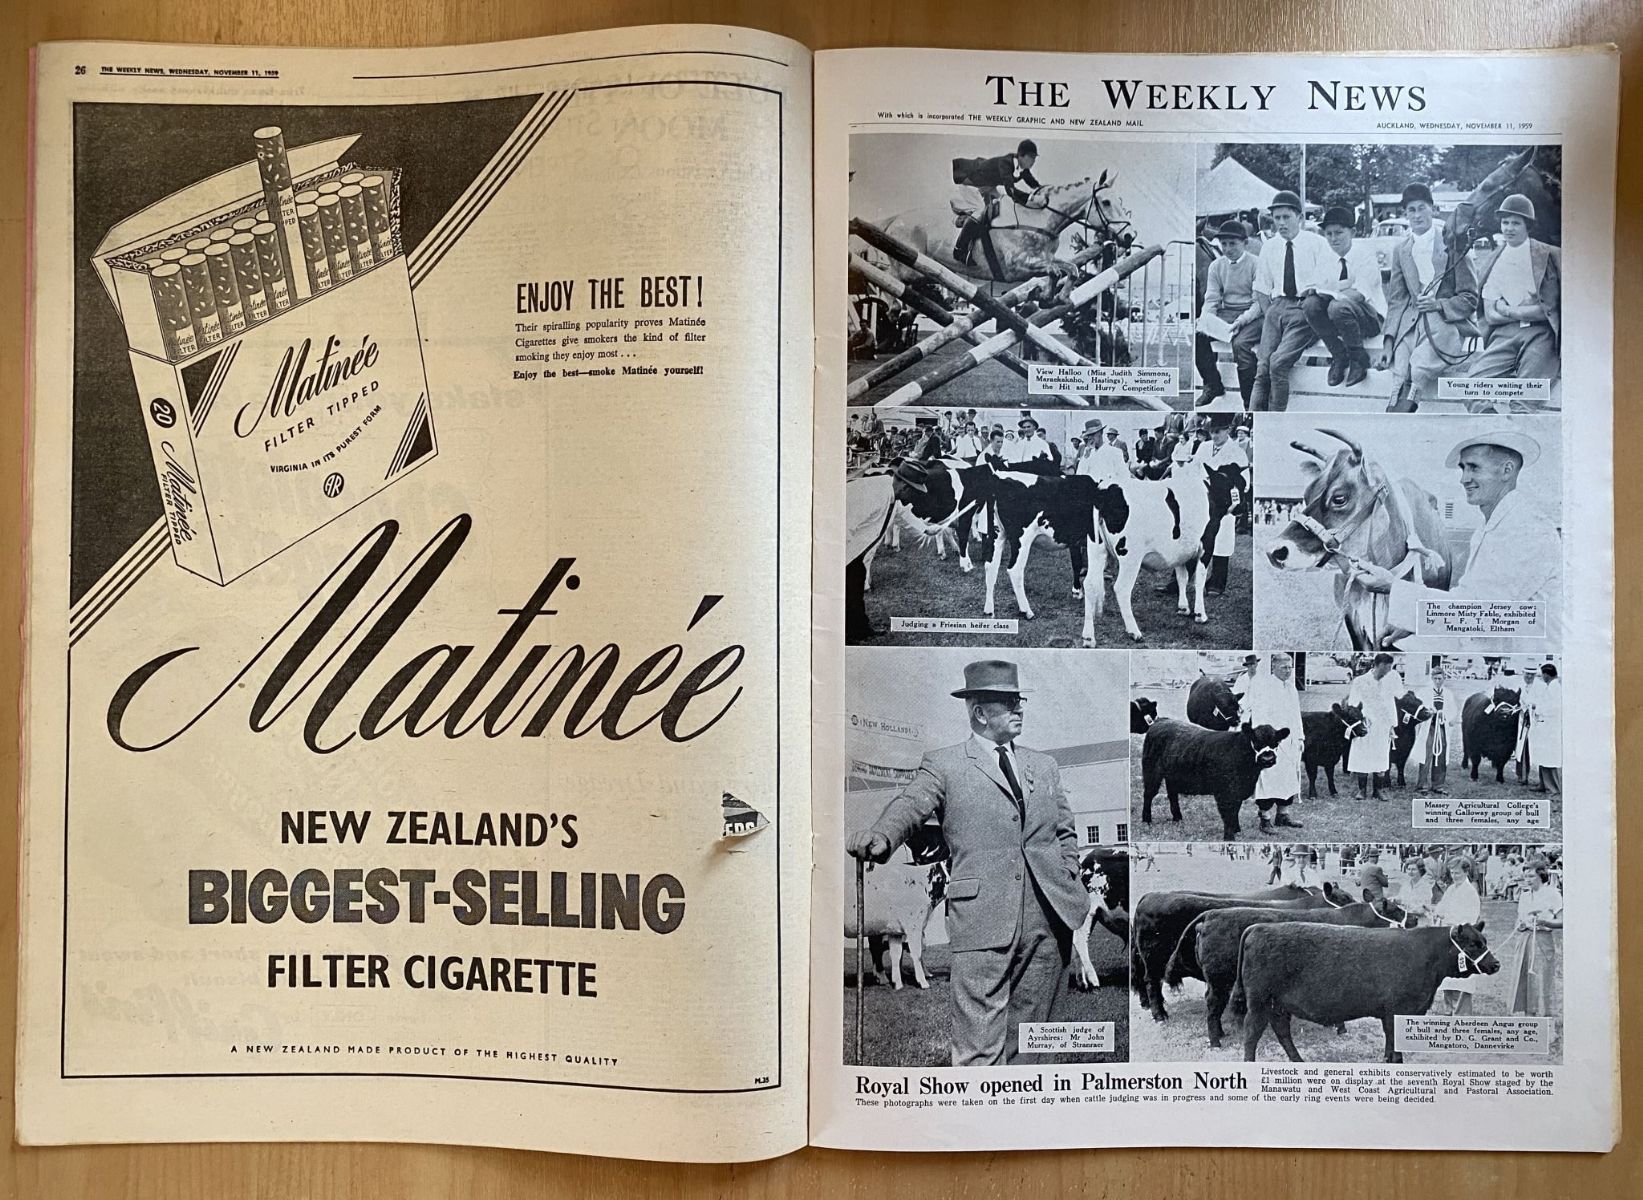 26
THE WEEKLY NEWS, WEDNESDAY, NOVEMBER 11, 1959
Matinée
FILTER
TIPPED
Matinée
FILTER TIPPED
VIRGINIA IN ITS PUREST FORM
20
Matinée
FILTER TIPPED
ENJOY THE BEST!
Their spiralling popularity proves Matinée
Cigarettes give smokers the kind of filter
smoking they enjoy most . . .
Enjoy the best—smoke Matinée yourself!
Matinée
NEW ZEALAND'S
BIGGEST-SELLING
FILTER CIGARETTE
A NEW ZEALAND MADE PRODUCT OF THE HIGHEST QUALITY
M.35
THE WEEKLY NEWS
With which is incorporated THE WEEKLY GRAPHIC AND NEW ZEALAND MAIL
AUCKLAND, WEDNESDAY, NOVEMBER 11, 1959
View Halloo (Miss Judith Simmons,
Maraekakaho, Hastings), winner of
the Hit and Hurry Competition
Young riders waiting their
turn to compete
Judging a Friesian heifer class
The champion Jersey cow:
Linmore Misty Fable, exhibited
by L. F. T. Morgan of
Mangatoki, Eltham
NEW HOLLAND
A Scottish judge of
Ayrshires: Mr John
Murray, of Stranraer
Massey Agricultural College's
winning Galloway group of bull
and three females, any age
The winning Aberdeen Angus group
of bull and three females, any age,
exhibited by D. G. Grant and Co.,
Mangatoro, Dannevirke
Royal Show opened in Palmerston North
Livestock and general exhibits conservatively estimated to be worth
£1 million were on display at the seventh Royal Show staged by the
Manawatu and West Coast Agricultural and Pastoral Association.
These photographs were taken on the first day when cattle judging was in progress and some of the early ring events were being decided